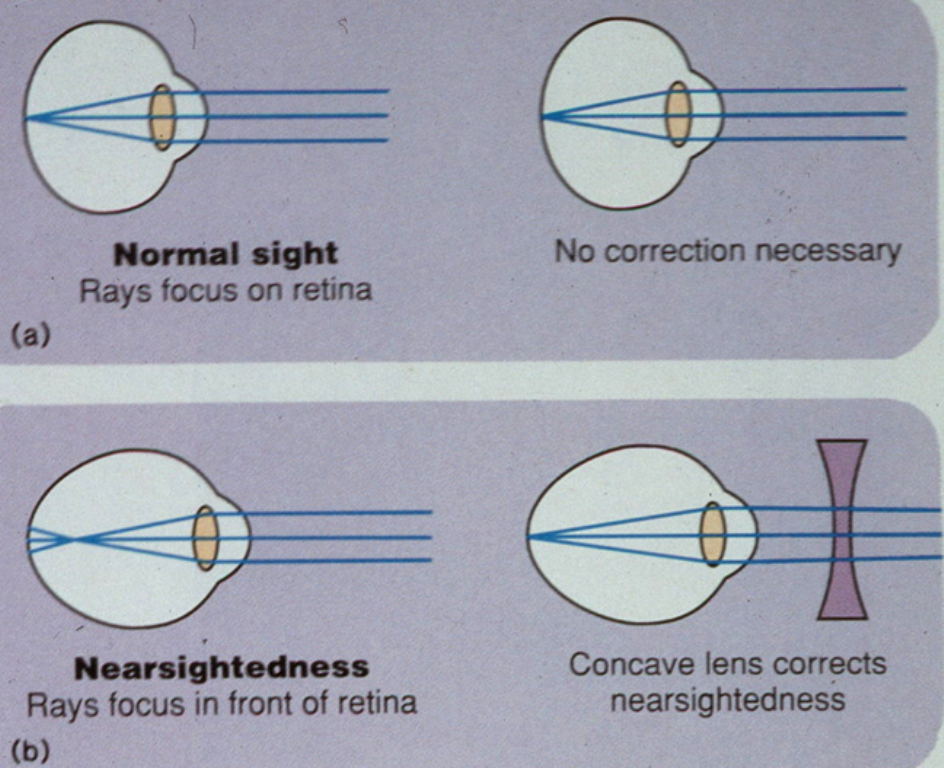 Normal sight
Rays focus on retina
No correction necessary
(a)
Nearsightedness
Rays focus in front of retina
Concave lens corrects
nearsightedness
(b)